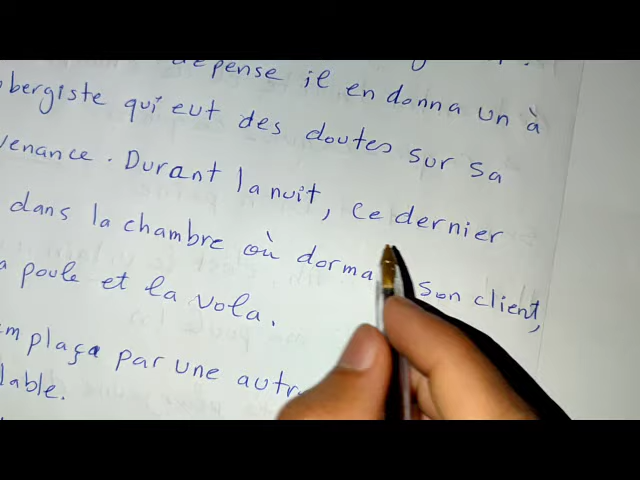 dépense il en donna un à
bergiste qui eut des doutes sur sa
venance. Durant la nuit, ce dernier
dans la chambre où dorma son client,
poule et la vola.
mplaça par une autr
lable.